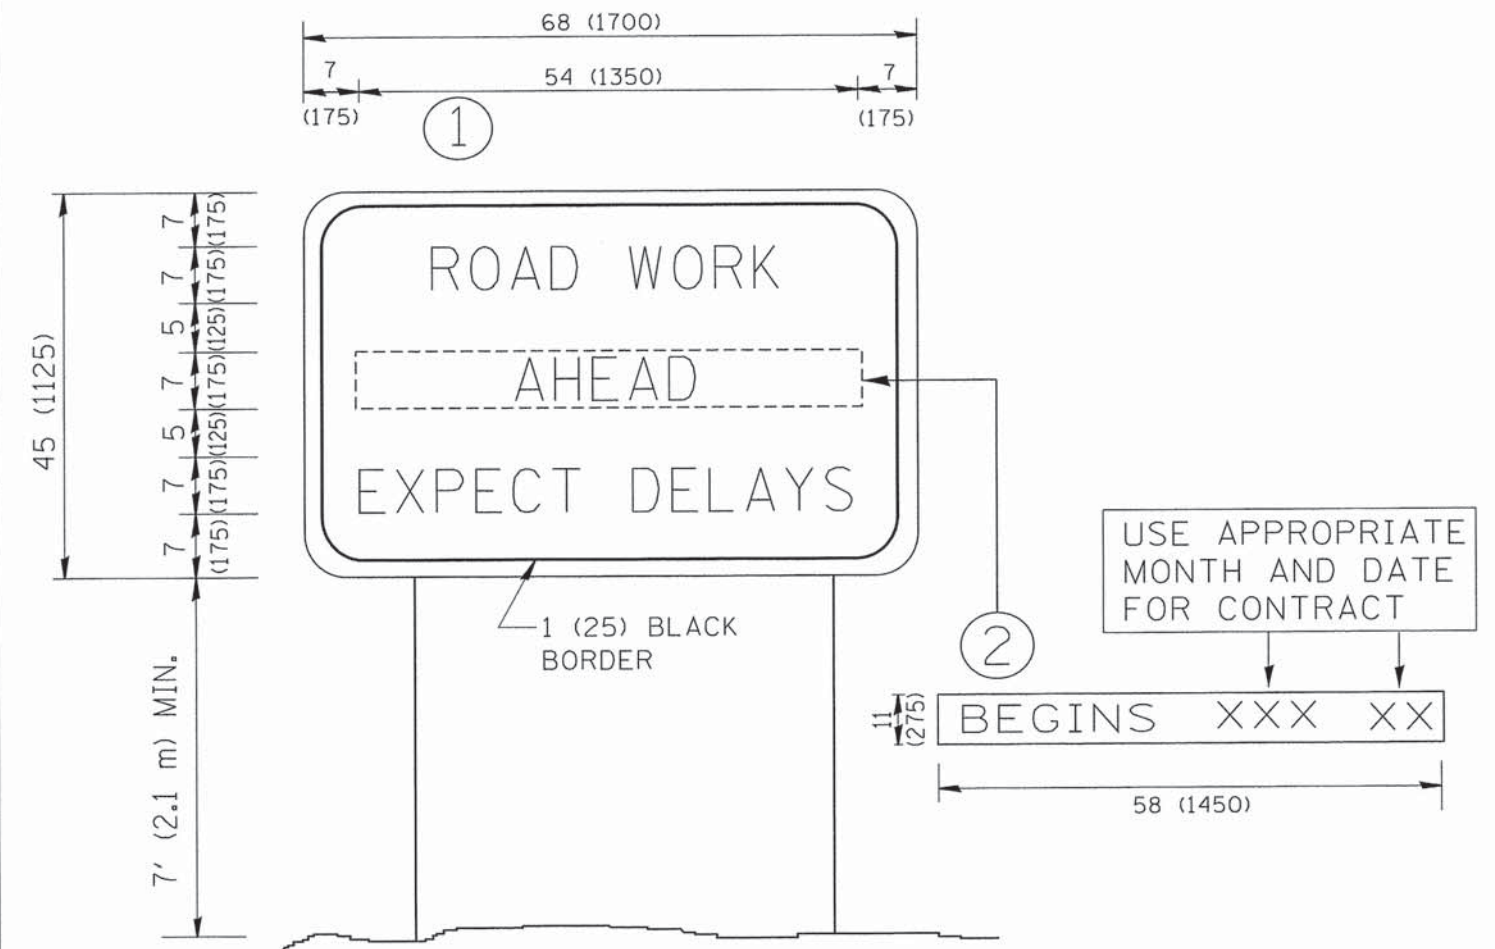 68 (1700)
7
54 (1350)
7
(175)
(175)
1
45 (1125)
7
(175)
7
(175)
5
(125)
7
(175)
5
(125)
7
(175)
7
(175)
ROAD WORK
AHEAD
EXPECT DELAYS
1 (25) BLACK
BORDER
7' (2.1 m) MIN.
2
USE APPROPRIATE
MONTH AND DATE
FOR CONTRACT
11
(275)
BEGINS XXX XX
58 (1450)